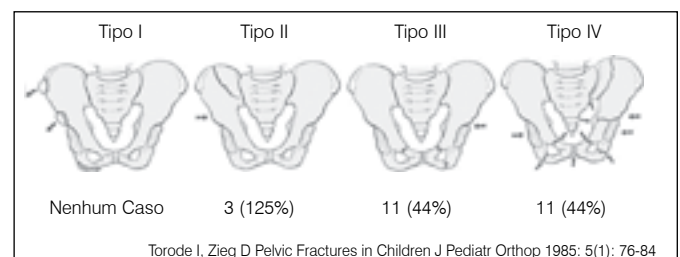 Tipo I Tipo II Tipo III Tipo IV
Nenhum Caso 3 (125%) 11 (44%) 11 (44%)
Torode I, Zieg D Pelvic Fractures in Children J Pediatr Orthop 1985: 5(1): 76-84